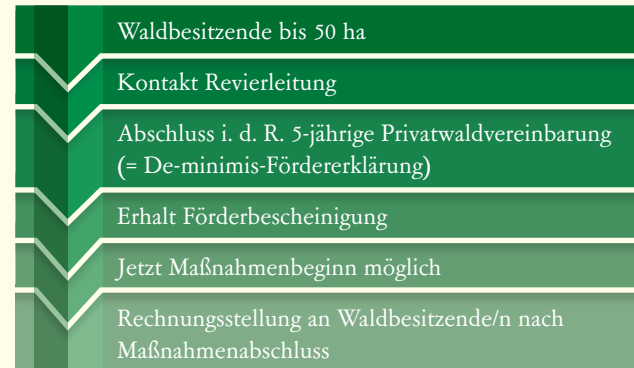 Waldbesitzende bis 50 ha
Kontakt Revierleitung
Abschluss i. d. R. 5-jährige Privatwaldvereinbarung
(= De-minimis-Fördererklärung)
Erhalt Förderbescheinigung
Jetzt Maßnahmenbeginn möglich
Rechnungsstellung an Waldbesitzende/n nach
Maßnahmenabschluss